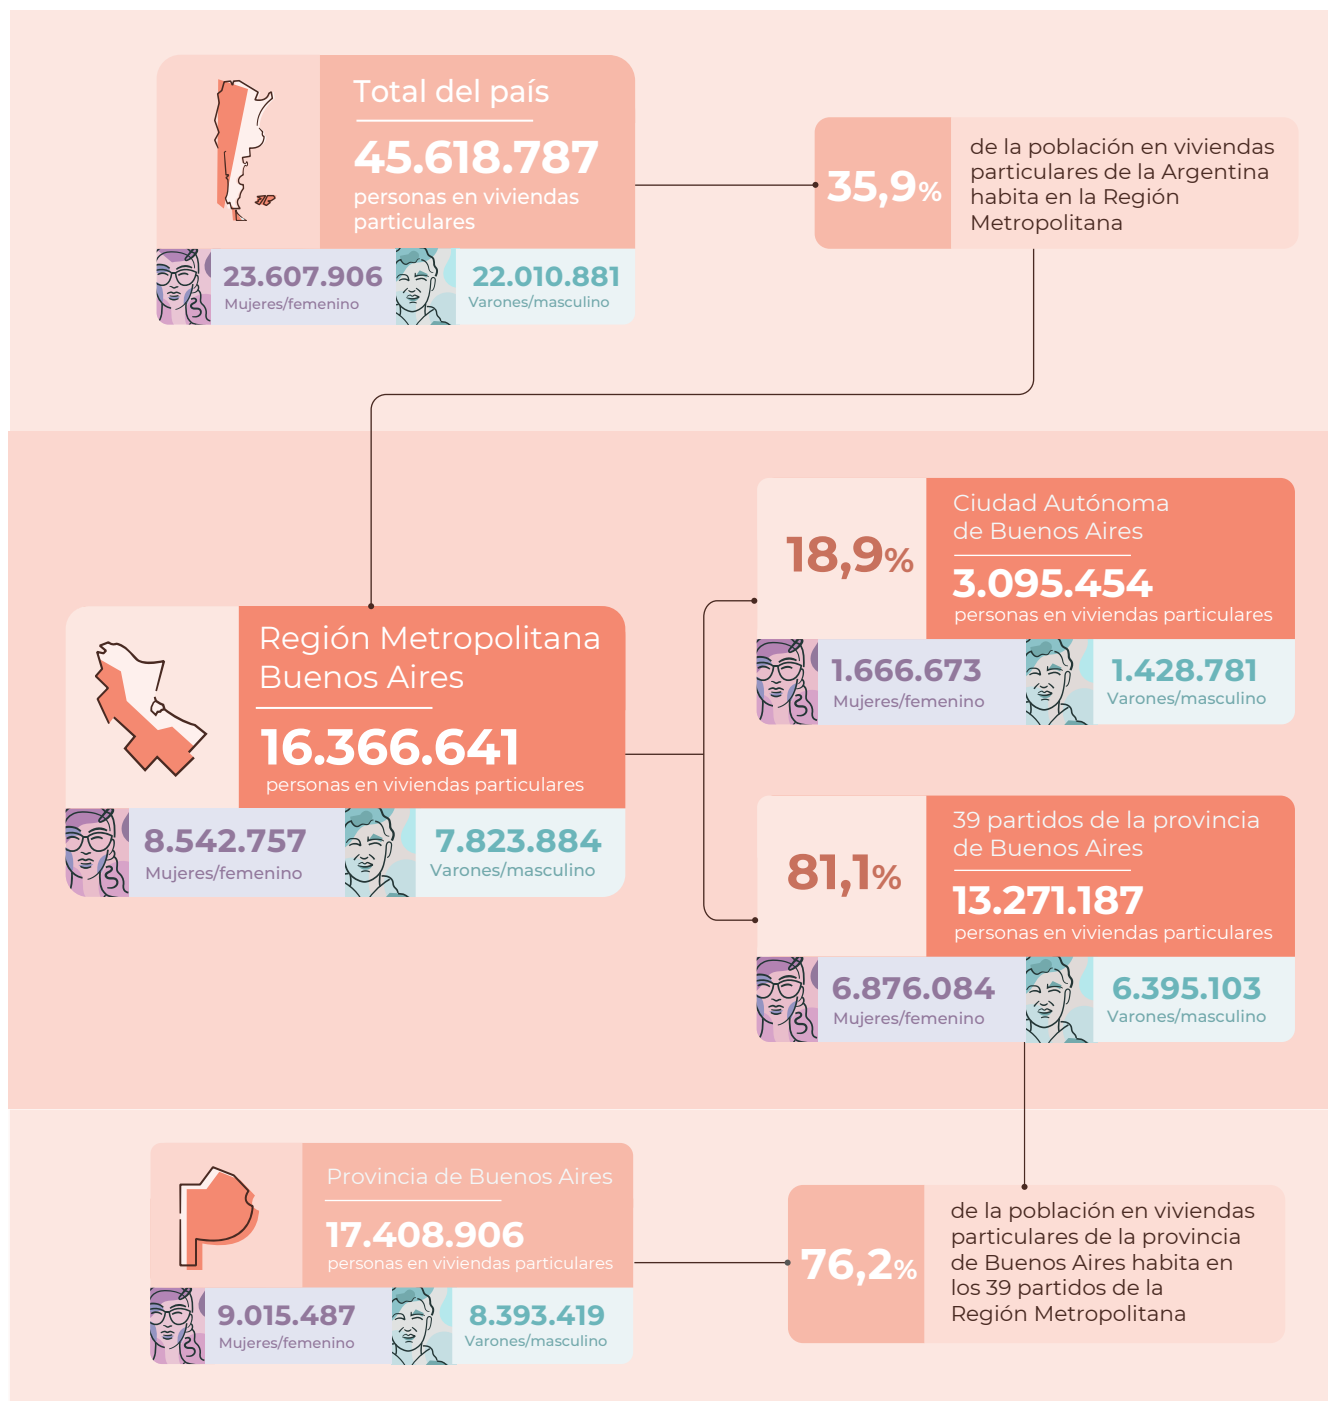 Total del país
45.618.787
personas en viviendas
particulares
23.607.906
Mujeres/femenino
22.010.881
Varones/masculino
35,9%
de la población en viviendas
particulares de la Argentina
habita en la Región
Metropolitana
Región Metropolitana
Buenos Aires
16.366.641
personas en viviendas particulares
8.542.757
Mujeres/femenino
7.823.884
Varones/masculino
18,9%
Ciudad Autónoma
de Buenos Aires
3.095.454
personas en viviendas particulares
1.666.673
Mujeres/femenino
1.428.781
Varones/masculino
81,1%
39 partidos de la provincia
de Buenos Aires
13.271.187
personas en viviendas particulares
6.876.084
Mujeres/femenino
6.395.103
Varones/masculino
Provincia de Buenos Aires
17.408.906
personas en viviendas particulares
9.015.487
Mujeres/femenino
8.393.419
Varones/masculino
76,2%
de la población en viviendas
particulares de la provincia
de Buenos Aires habita en
los 39 partidos de la
Región Metropolitana